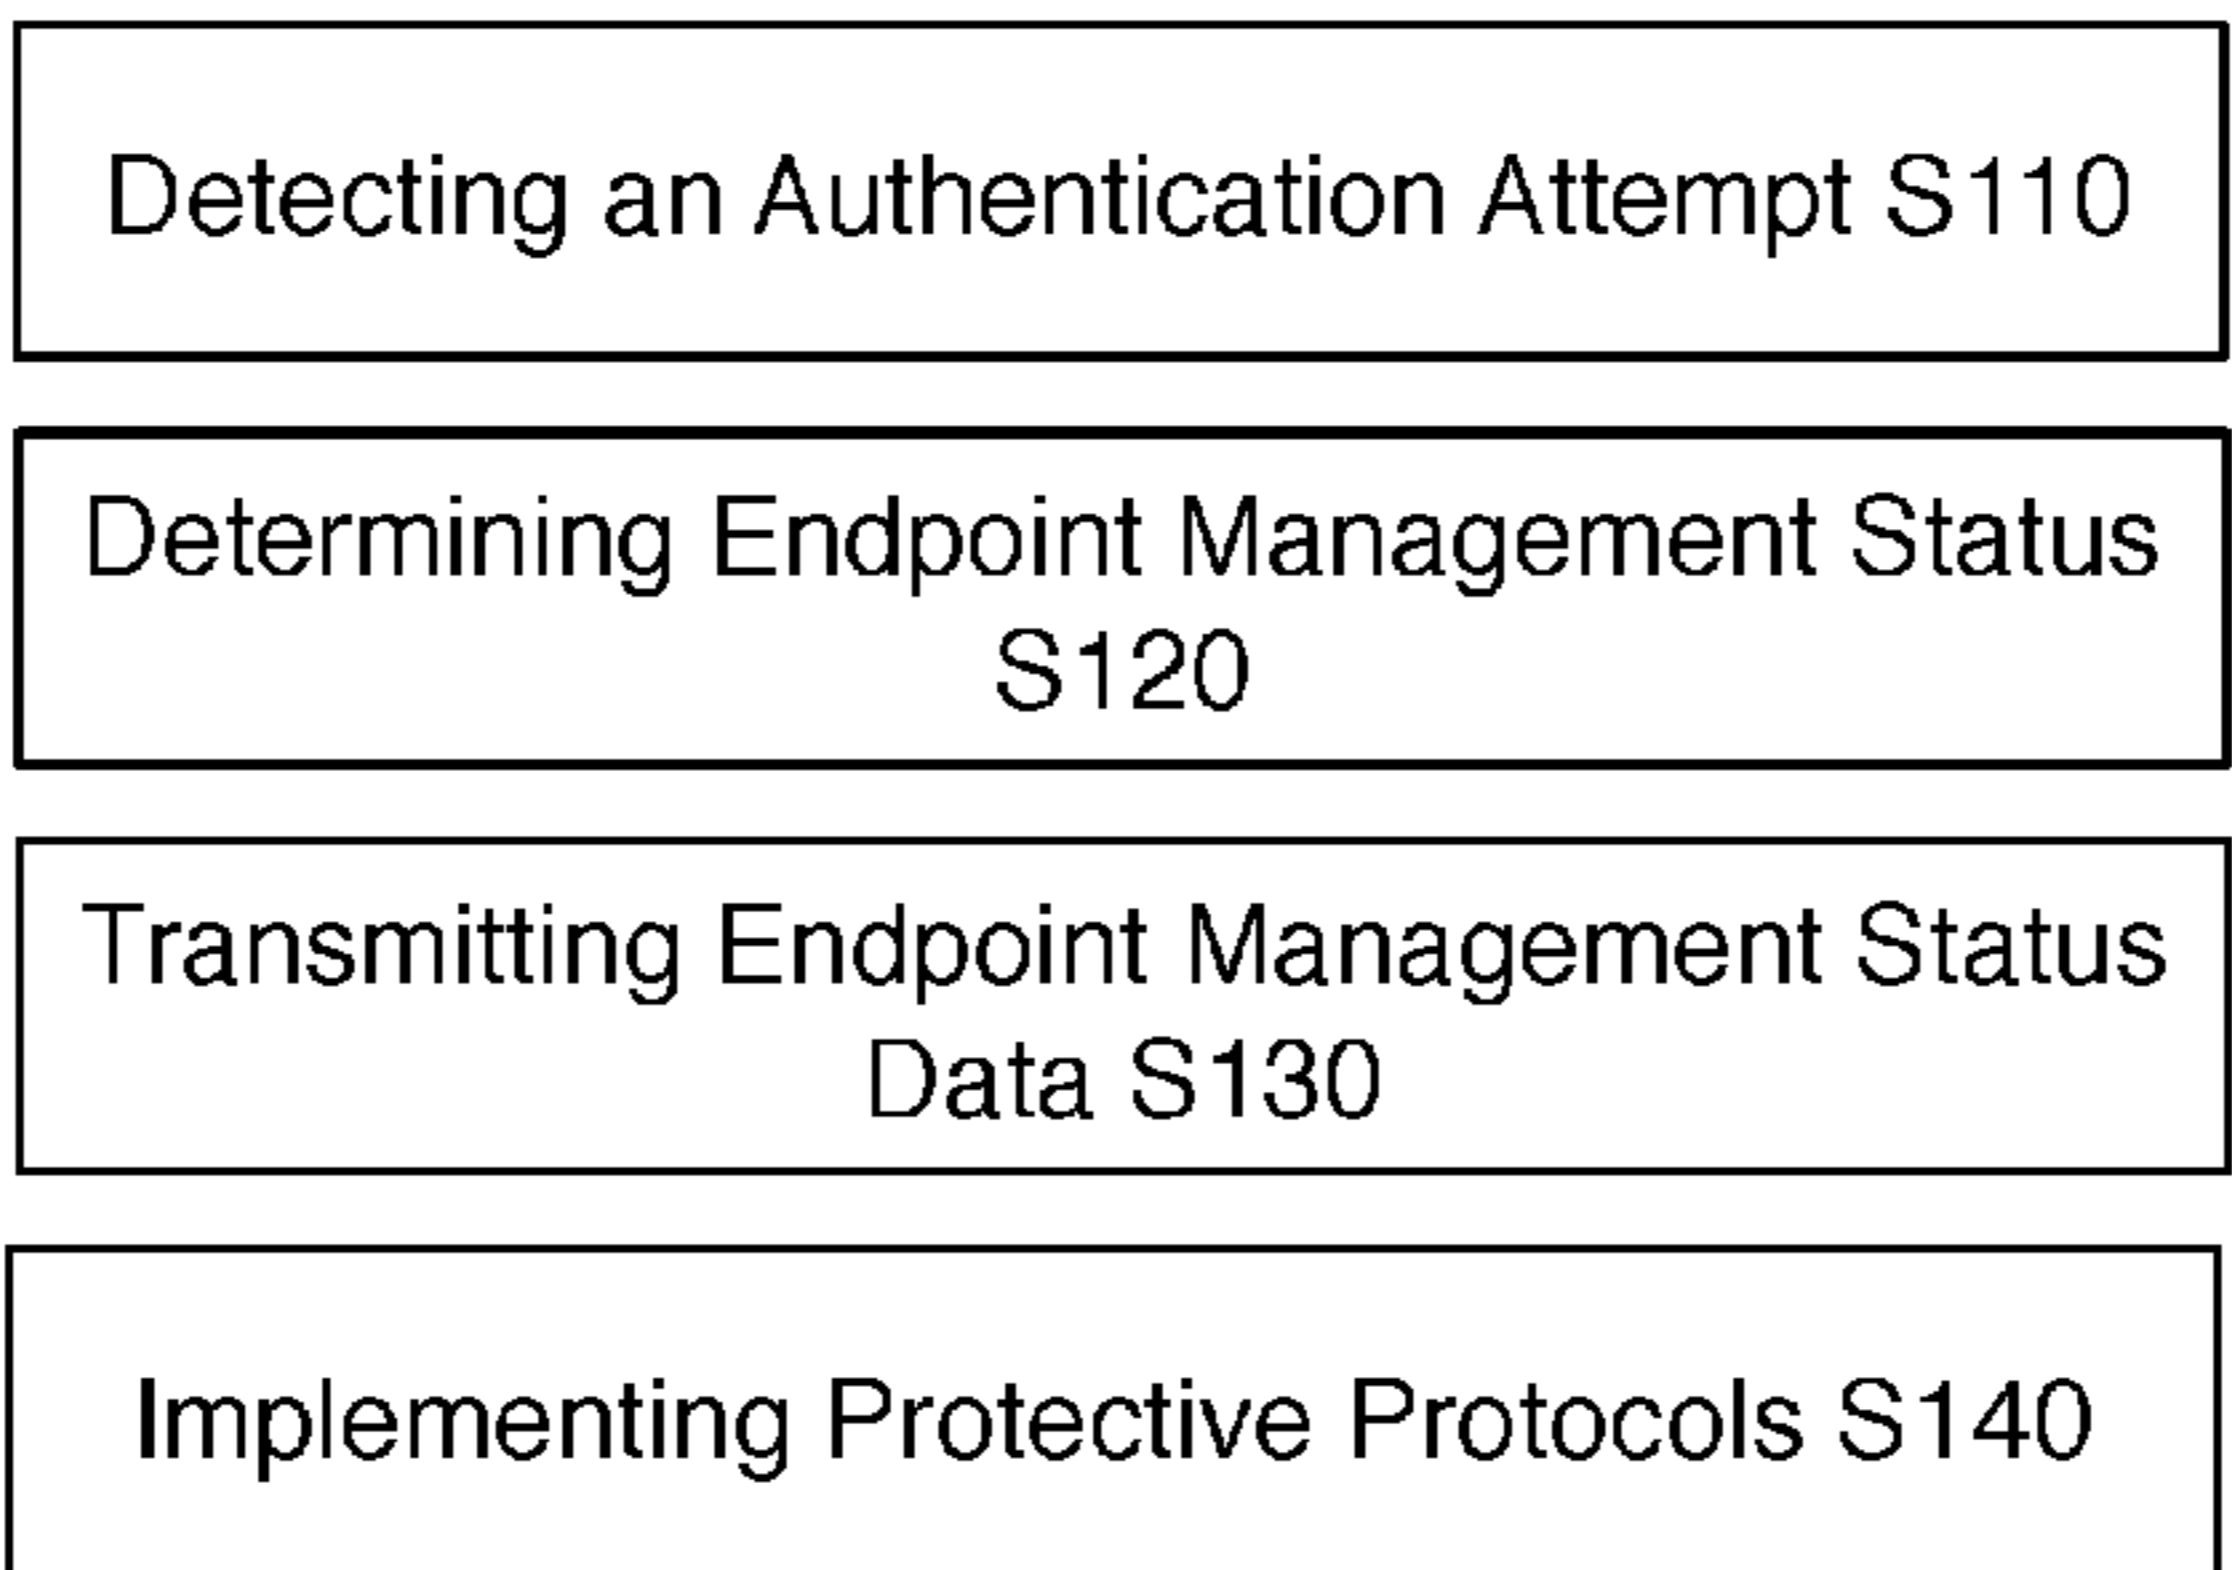 Detecting an Authentication Attempt S110
Determining Endpoint Management Status
S120
Transmitting Endpoint Management Status
Data S130
Implementing Protective Protocols S140